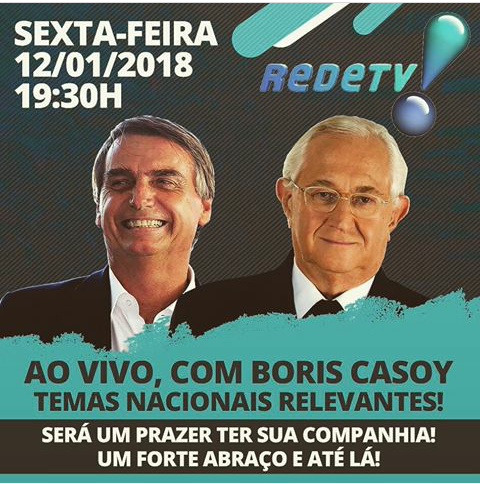 SEXTA-FEIRA
12/01/2018
19:30H
REDETV!
AO VIVO, COM BORIS CASOY
TEMAS NACIONAIS RELEVANTES!
SERÁ UM PRAZER TER SUA COMPANHIA!
UM FORTE ABRAÇO E ATÉ LÁ!